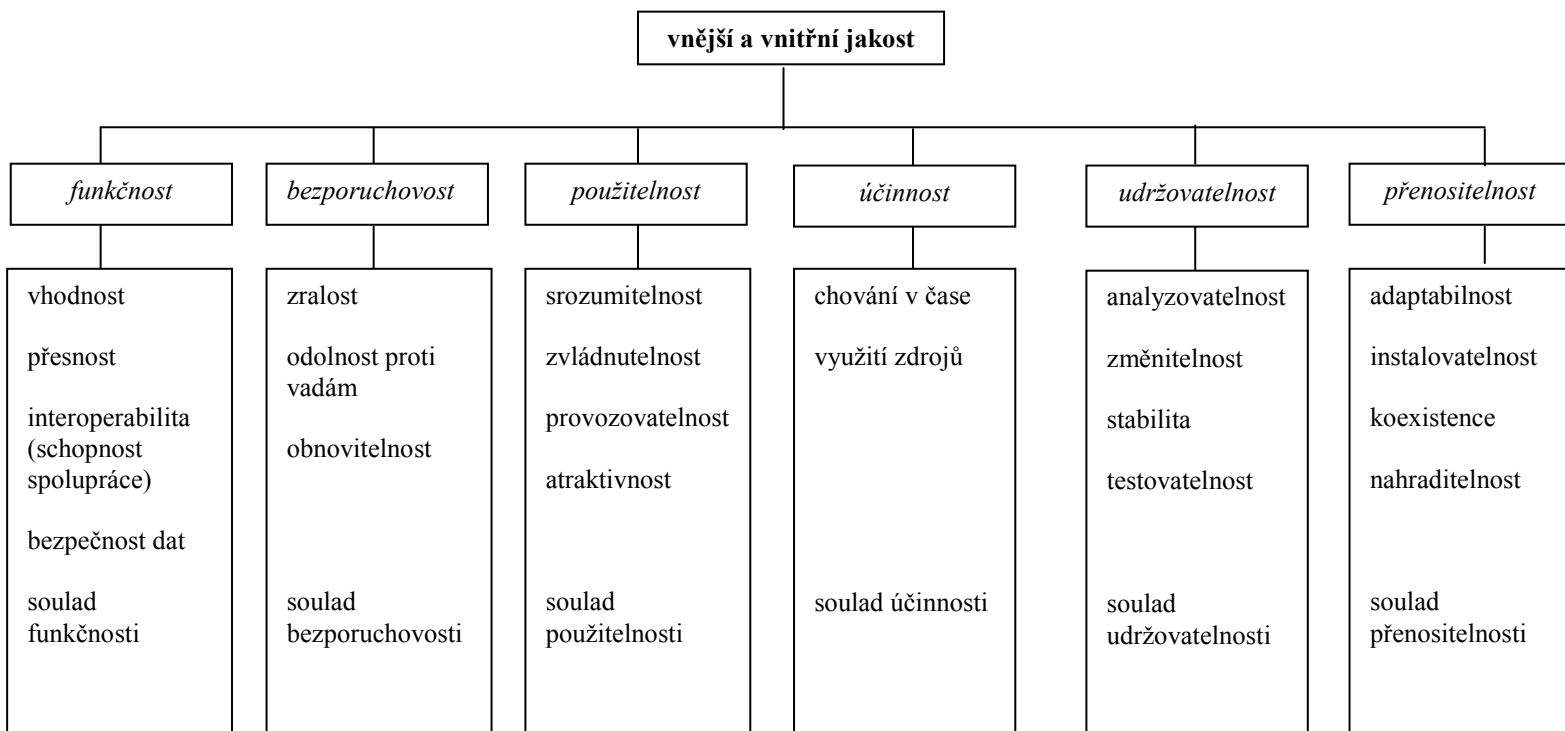 vnější a vnitřní jakost
funkčnost
bezporuchovost
použitelnost
účinnost
udržovatelnost
přenositelnost
vhodnost
přesnost
interoperabilita
(schopnost
spolupráce)
bezpečnost dat
soulad
funkčnosti
zralost
odolnost proti
vadám
obnovitelnost
soulad
bezporuchovosti
srozumitelnost
zvládnutelnost
provozovatelnost
atraktivnost
soulad
použitelnosti
chování v čase
využití zdrojů
soulad účinnosti
analyzovatelnost
změnitelnost
stabilita
testovatelnost
soulad
udržovatelnosti
adaptabilnost
instalovatelnost
koexistence
nahraditelnost
soulad
přenositelnosti